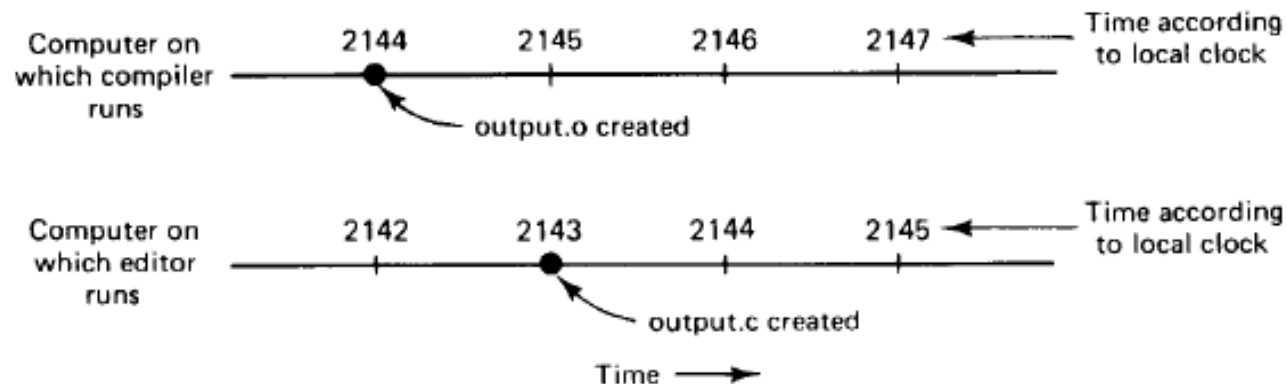 Computer on
which compiler
runs
2144 2145 2146 2147
Time according
to local clock
output.o created
Computer on
which editor
runs
2142 2143 2144 2145
Time according
to local clock
output.c created
Time